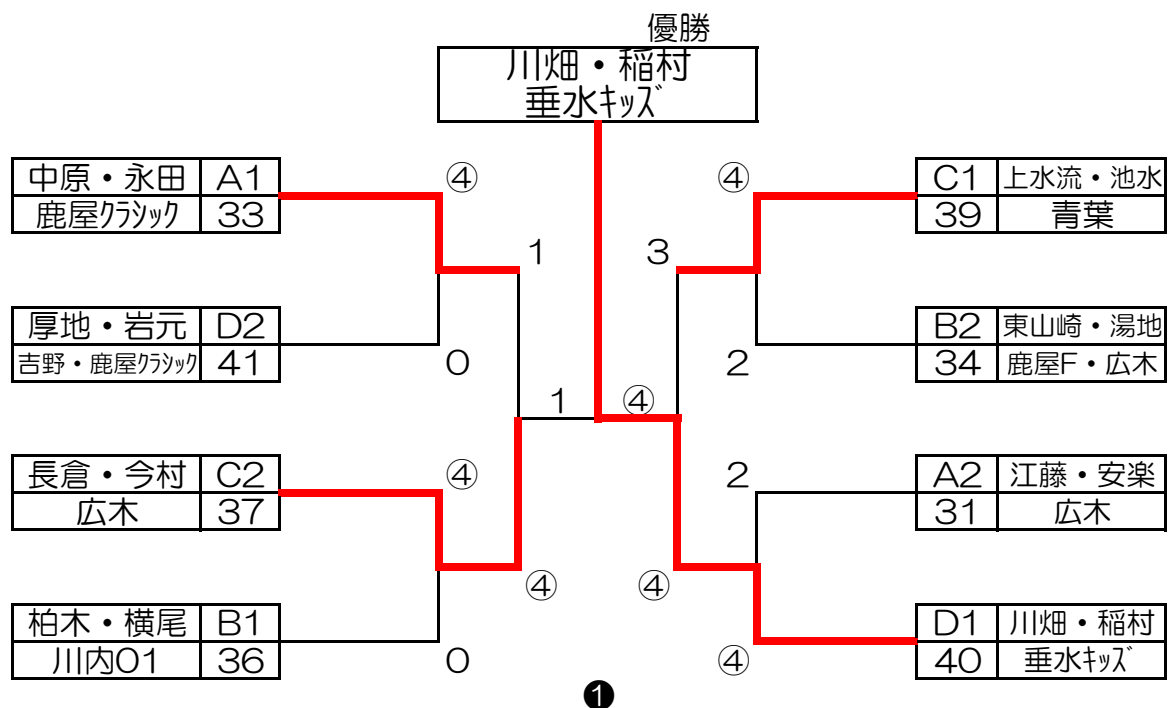 優勝
川畑・稲村
垂水ｷｯｽﾞ
中原・永田 A1 ④ ④ C1 上水流・池水
鹿屋ｸﾗｼｯｸ 33 39 青葉
1 3
厚地・岩元 D2 B2 東山崎・湯地
吉野・鹿屋ｸﾗｼｯｸ 41 0 2 34 鹿屋F・広木
1 ④
長倉・今村 C2 ④ 2 A2 江藤・安楽
広木 37 31 広木
④ ④
柏木・横尾 B1 D1 川畑・稲村
川内01 36 0 ④ 40 垂水ｷｯｽﾞ
❶